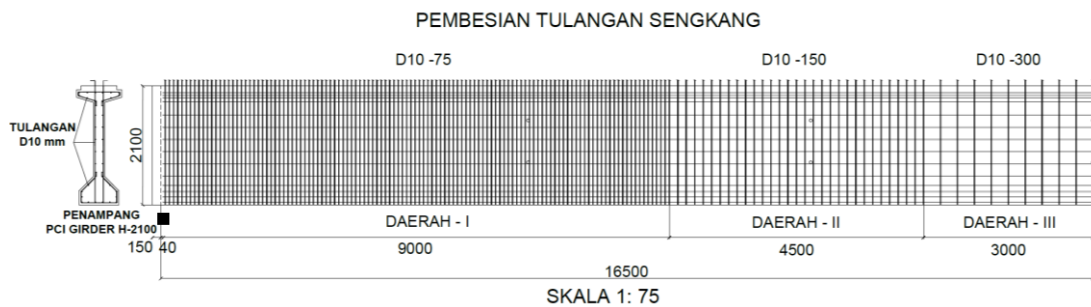 PEMBESIAN TULANGAN SENGKANG
D10 -75
D10 -150
D10 -300
TULANGAN
D10 mm
2100
PENAMPANG
PCI GIRDER H-2100
DAERAH - I
DAERAH - II
DAERAH - III
150 40
9000
4500
3000
16500
SKALA 1: 75